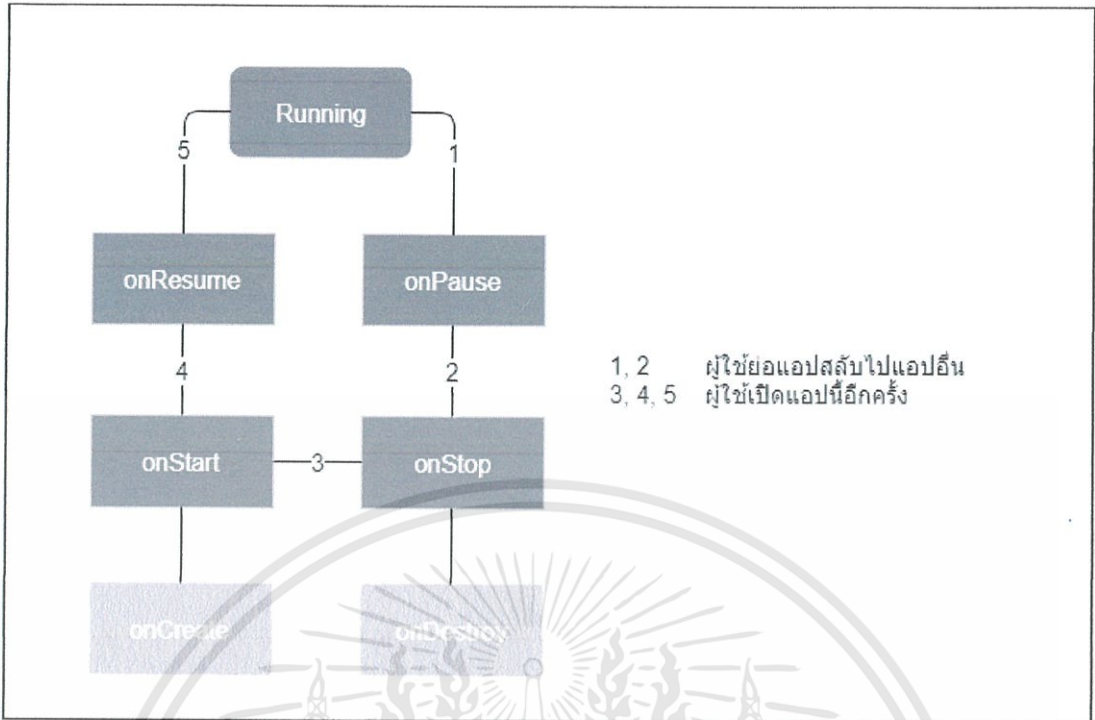 Running
5
1
onResume
onPause
4
2
1, 2 ผู้ใช้ย่อแอปสลับไปแอปอื่น
3, 4, 5 ผู้ใช้เปิดแอปนี้อีกครั้ง
onStart
3
onStop
onCreate
onDestroy